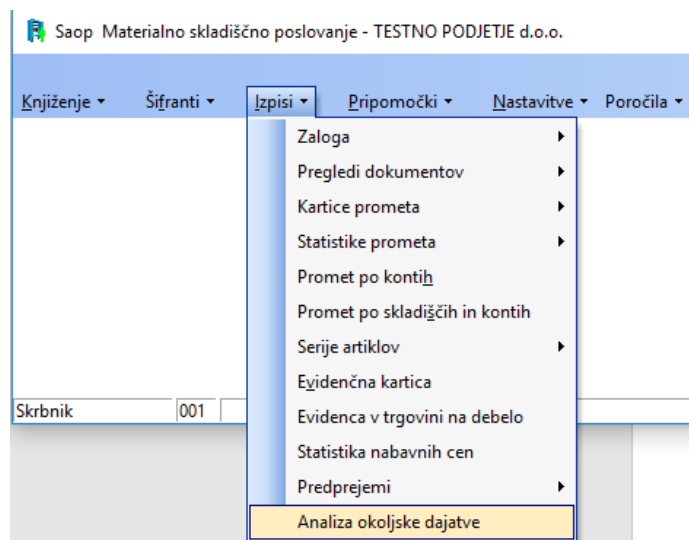 Saop Materialno skladiščno poslovanje - TESTNO PODJETJE d.o.o.
Knjiženje Šifranti Izpisi Pripomočki Nastavitve Poročila
Zaloga
Pregledi dokumentov
Kartice prometa
Statistike prometa
Promet po kontih
Promet po skladiščih in kontih
Serije artiklov
Evidenčna kartica
Skrbnik 001
Evidenca v trgovini na debelo
Statistika nabavnih cen
Predprejemi
Analiza okoljske dajatve